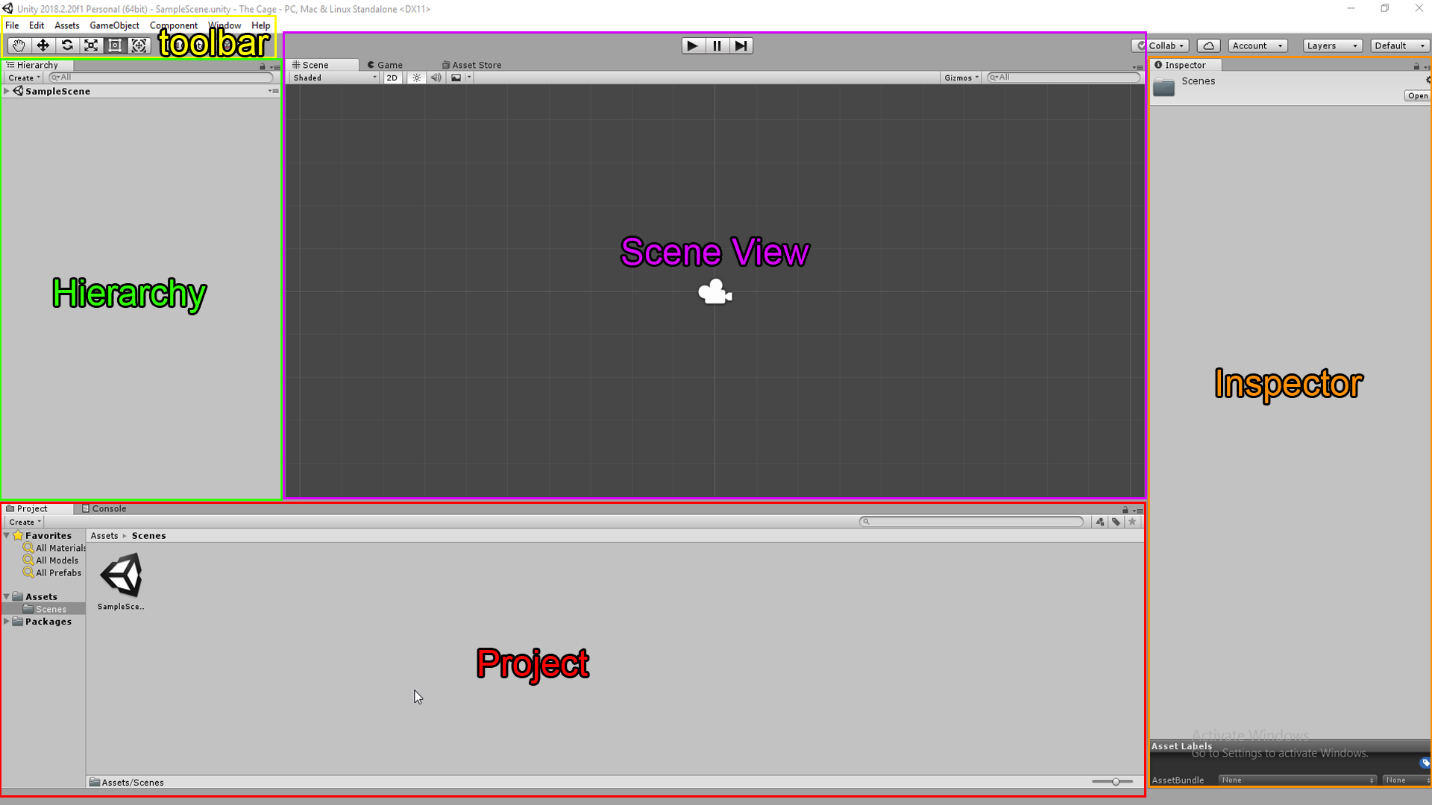 Unity 2018.2.20f1 Personal (64bit) - SampleScene.unity - The Cage - PC, Mac & Linux Standalone <DX11>
File Edit Assets GameObject Component Window Help
toolbar
Collab Account Layers Default
Hierarchy
Create All
SampleScene
Hierarchy
Scene Game Asset Store
Shaded 2D Gizmos All
Scene View
Inspector
Scenes
Open
Inspector
Project Console
Create
Favorites
All Materials
All Models
All Prefabs
Assets
Scenes
Packages
Assets Scenes
SampleSce..
Project
Assets/Scenes
Activate Windows
Go to Settings to activate Windows.
Asset Labels
AssetBundle None None